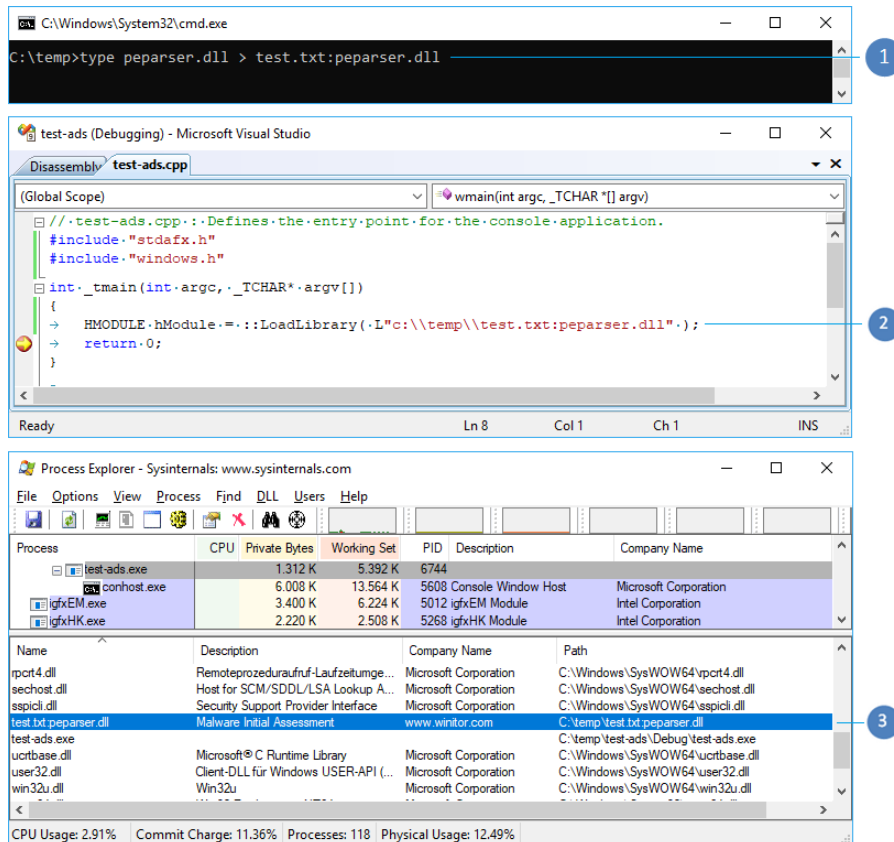 C:\Windows\System32\cmd.exe
C:\temp>type peparser.dll > test.txt:peparser.dll
1
test-ads (Debugging) - Microsoft Visual Studio
Disassembly test-ads.cpp
(Global Scope) wmain(int argc, _TCHAR *[] argv)
//·test-ads.cpp·:·Defines·the·entry·point·for·the·console·application.
#include·"stdafx.h"
#include·"windows.h"
int·_tmain(int·argc,·_TCHAR*·argv[])
{
→ HMODULE·hModule·=·::LoadLibrary(·L"c:\\temp\\test.txt:peparser.dll"·);
2
→ return·0;
}
Ready Ln 8 Col 1 Ch 1 INS
Process Explorer - Sysinternals: www.sysinternals.com
File Options View Process Find DLL Users Help
Process CPU Private Bytes Working Set PID Description Company Name
test-ads.exe 1.312 K 5.392 K 6744
conhost.exe 6.008 K 13.564 K 5608 Console Window Host Microsoft Corporation
igfxEM.exe 3.400 K 6.224 K 5012 igfxEM Module Intel Corporation
igfxHK.exe 2.220 K 2.508 K 5268 igfxHK Module Intel Corporation
Name Description Company Name Path
rpcrt4.dll Remoteprozeduraufruf-Laufzeitumge... Microsoft Corporation C:\Windows\SysWOW64\rpcrt4.dll
sechost.dll Host for SCM/SDDL/LSA Lookup A... Microsoft Corporation C:\Windows\SysWOW64\sechost.dll
sspicli.dll Security Support Provider Interface Microsoft Corporation C:\Windows\SysWOW64\sspicli.dll
test.txt:peparser.dll Malware Initial Assessment www.winitor.com C:\temp\test.txt:peparser.dll
3
test-ads.exe C:\temp\test-ads\Debug\test-ads.exe
ucrtbase.dll Microsoft® C Runtime Library Microsoft Corporation C:\Windows\SysWOW64\ucrtbase.dll
user32.dll Client-DLL für Windows USER-API (... Microsoft Corporation C:\Windows\SysWOW64\user32.dll
win32u.dll Win32u Microsoft Corporation C:\Windows\SysWOW64\win32u.dll
CPU Usage: 2.91% Commit Charge: 11.36% Processes: 118 Physical Usage: 12.49%